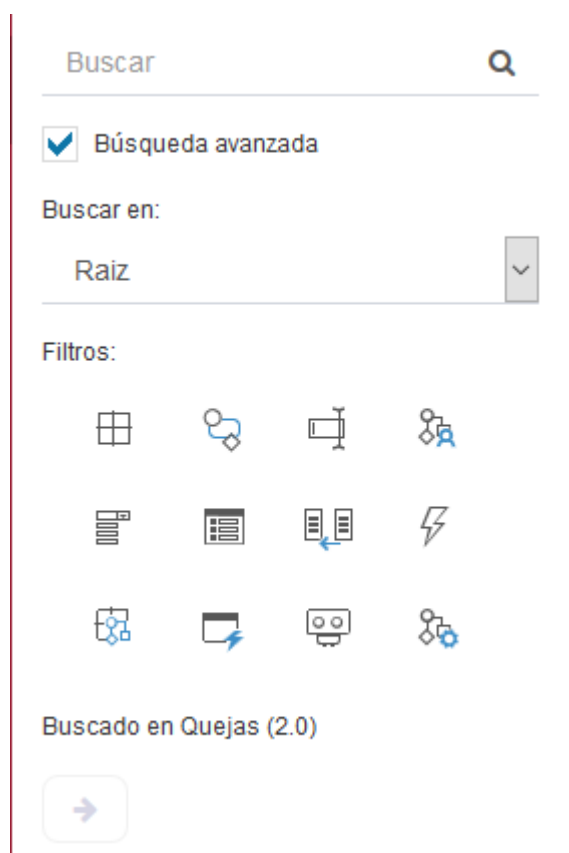 Buscar
Búsqueda avanzada
Buscar en:
Raiz
Filtros:
Buscado en Quejas (2.0)